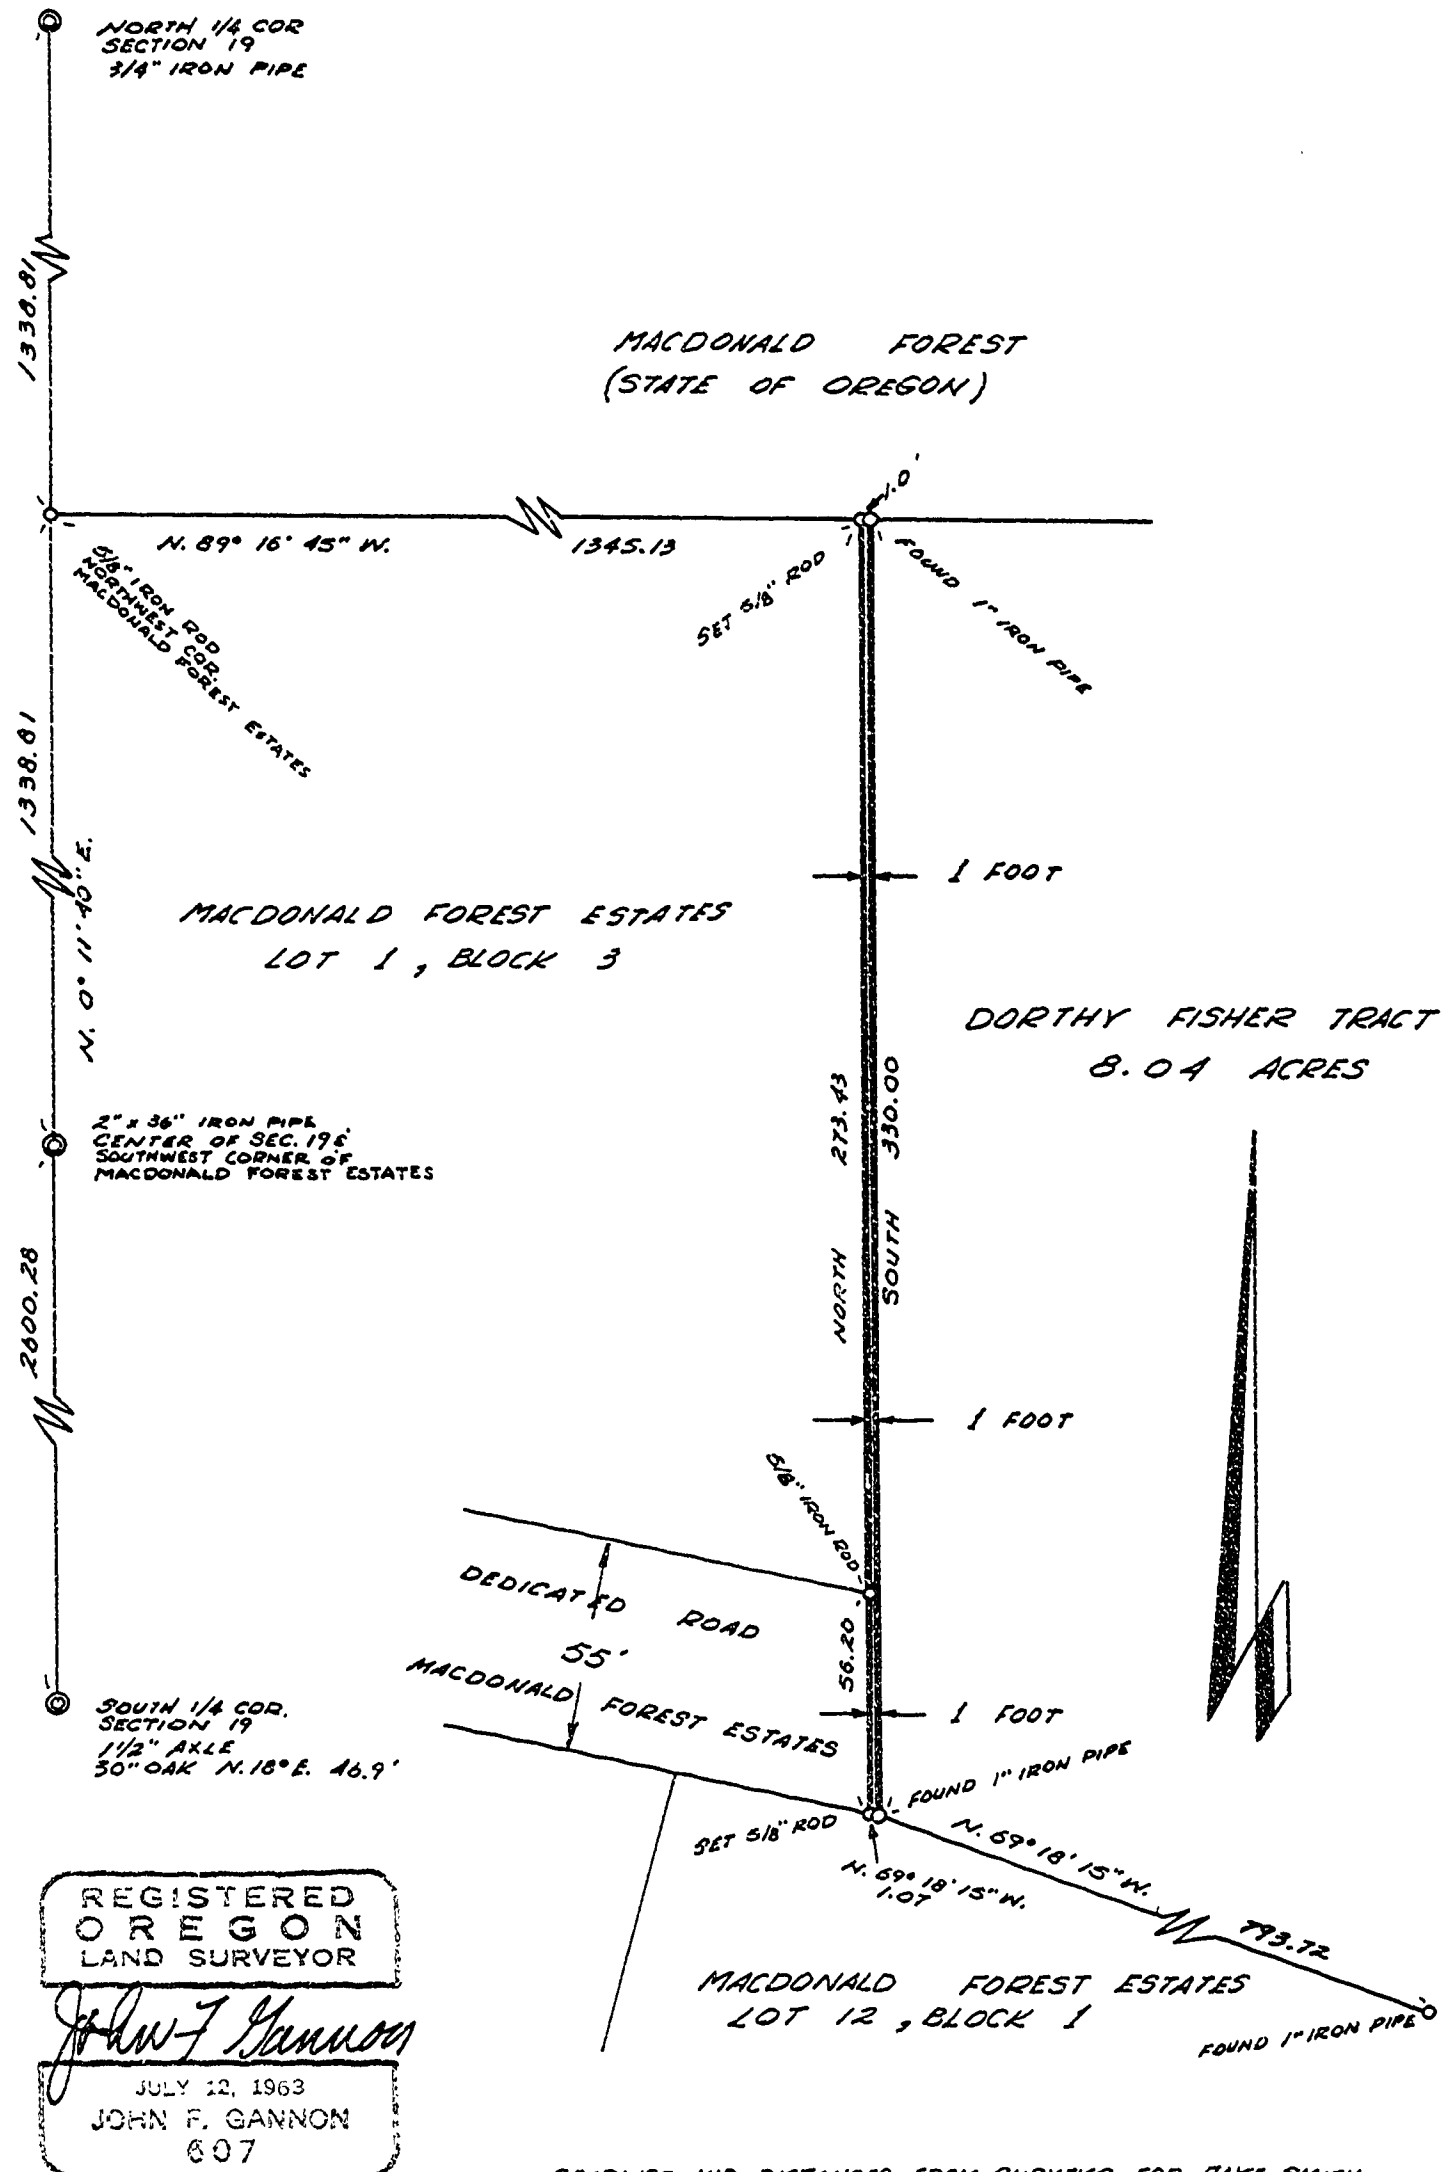 NORTH 1/4 COR
SECTION 19
3/4" IRON PIPE
1338.81
MACDONALD FOREST
(STATE OF OREGON)
1.0'
N. 89° 16' 45" W.
1345.13
5/8" IRON ROD
NORTHWEST COR.
MACDONALD FOREST ESTATES
SET 5/8" ROD
FOUND 1" IRON PIPE
1338.81
N. 0° 11' 40" E.
1 FOOT
MACDONALD FOREST ESTATES
LOT 1, BLOCK 3
DORTHY FISHER TRACT
8.04 ACRES
NORTH 273.43
SOUTH 330.00
2" x 36" IRON PIPE
CENTER OF SEC. 19 &
SOUTHWEST CORNER OF
MACDONALD FOREST ESTATES
2600.28
1 FOOT
5/8" IRON ROD
DEDICATED ROAD
55'
MACDONALD FOREST ESTATES
56.20
1 FOOT
SOUTH 1/4 COR.
SECTION 19
1 1/2" AXLE
30" OAK N. 18° E. 46.9'
FOUND 1" IRON PIPE
SET 5/8" ROD
N. 69° 18' 15" W.
1.07
N. 69° 18' 15" W.
793.72
FOUND 1" IRON PIPE
MACDONALD FOREST ESTATES
LOT 12, BLOCK 1
REGISTERED
OREGON
LAND SURVEYOR
John F Gannon
JULY 12, 1963
JOHN F. GANNON
607
AND DISTANCES FROM FOR